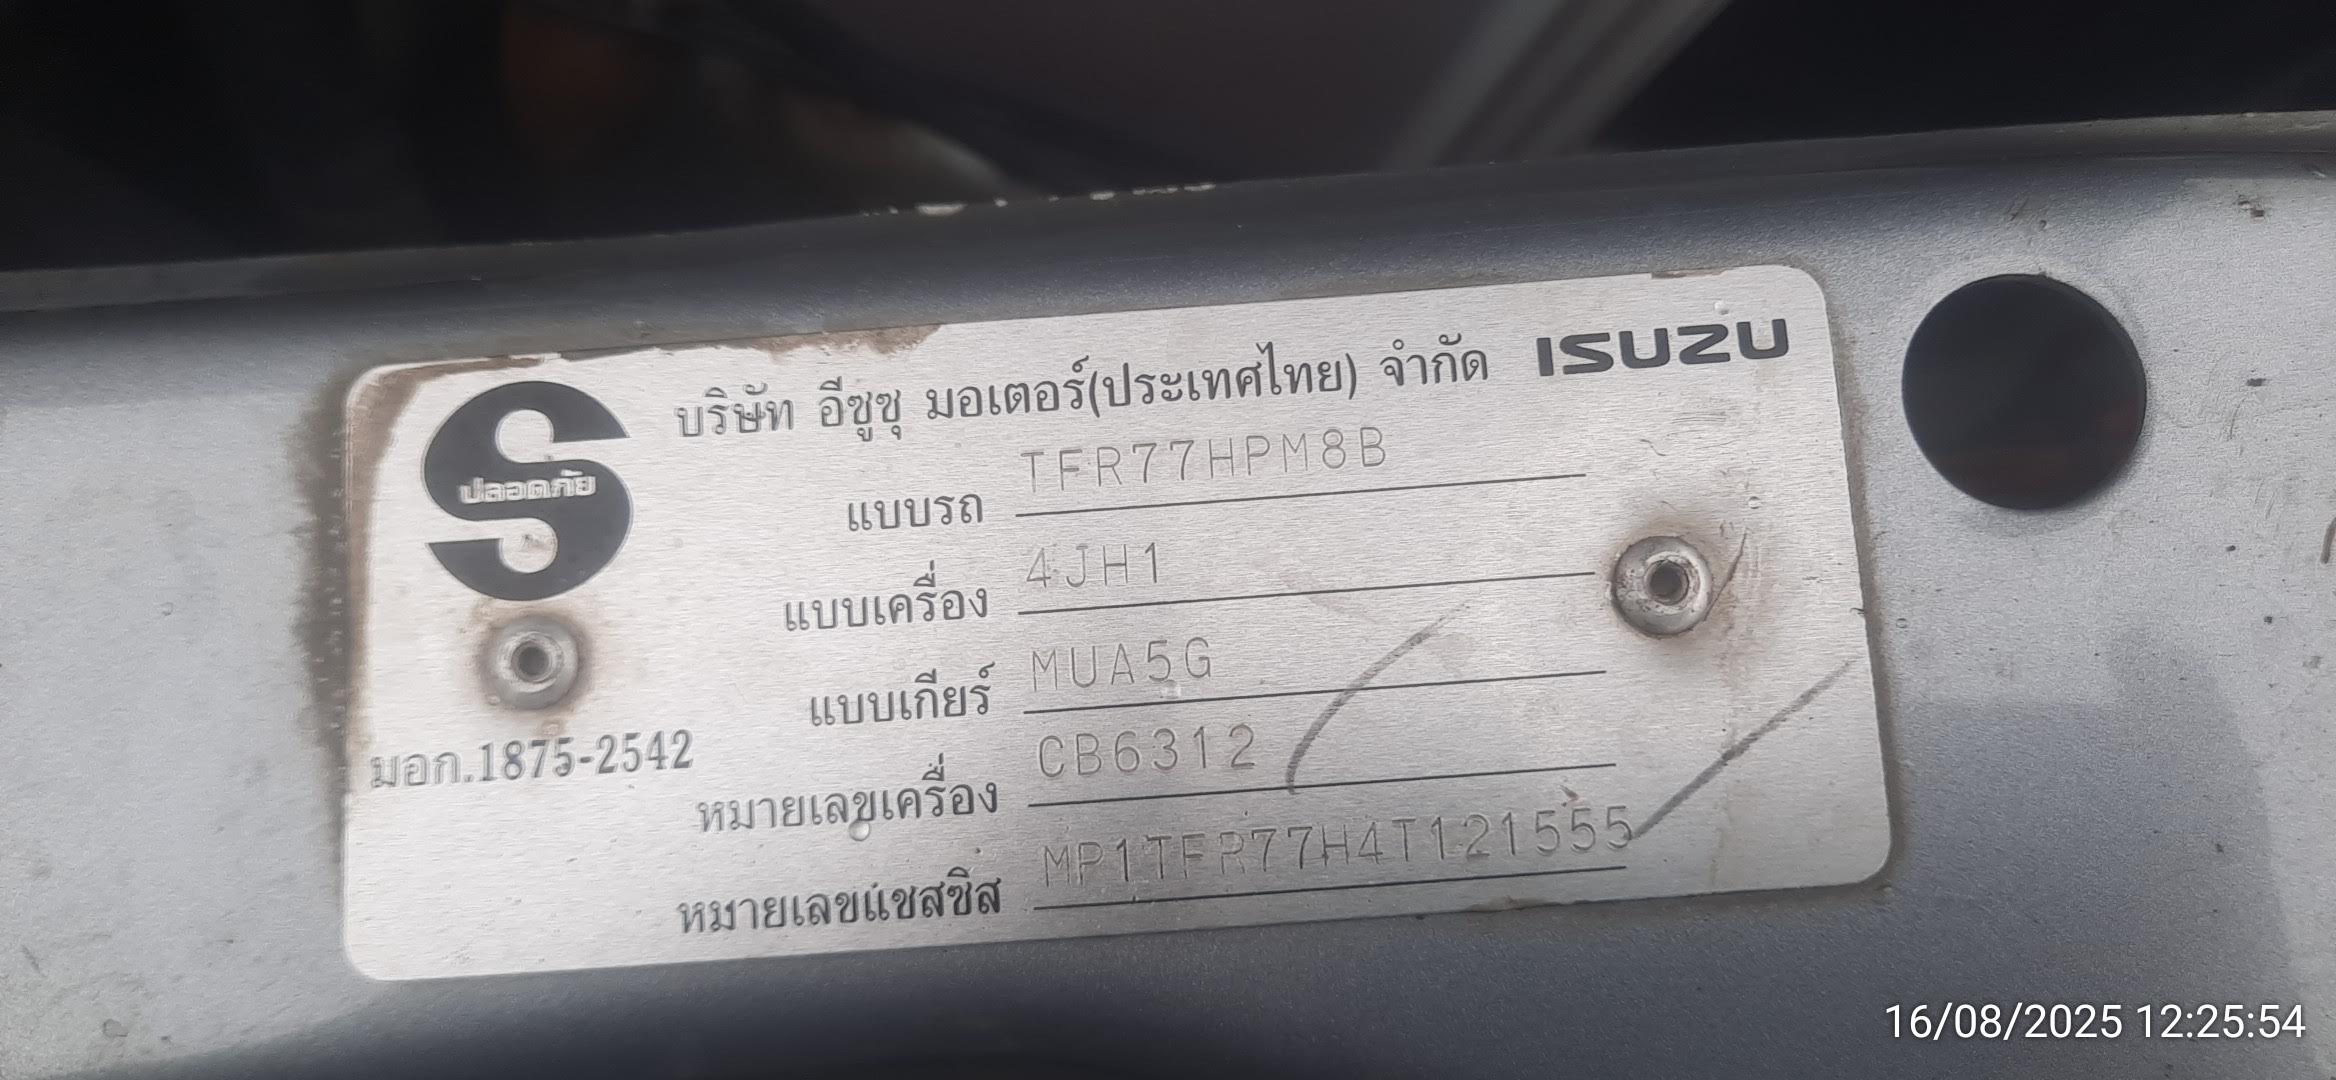 บริษัท อีซูซุ มอเตอร์(ประเทศไทย) จำกัด ISUZU
ปลอดภัย
แบบรถ TFR77HPM8B
แบบเครื่อง 4JH1
แบบเกียร์ MUA5G
มอก.1875-2542
หมายเลขเครื่อง CB6312
หมายเลขแชสซิส MP1TFR77H4T121555
16/08/2025 12:25:54